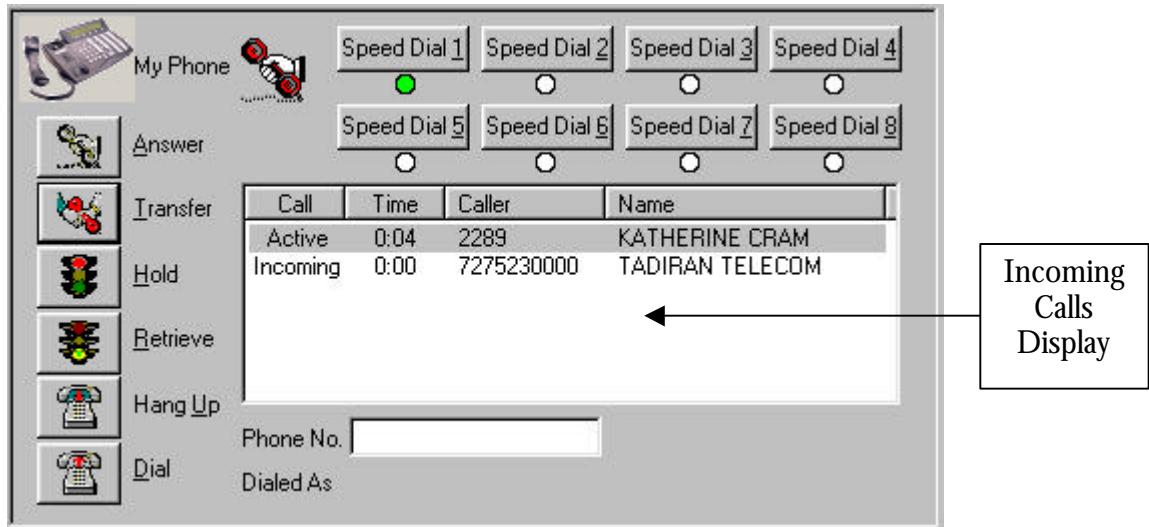 My Phone
Speed Dial 1 Speed Dial 2 Speed Dial 3 Speed Dial 4
Speed Dial 5 Speed Dial 6 Speed Dial 7 Speed Dial 8
Answer
Transfer
Hold
Retrieve
Hang Up
Dial
Call Time Caller Name
Active 0:04 2289 KATHERINE CRAM
Incoming 0:00 7275230000 TADIRAN TELECOM
Phone No.
Dialed As
Incoming
Calls
Display